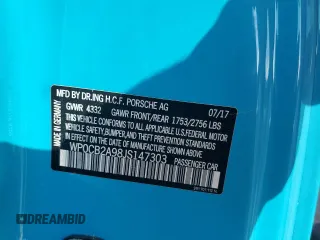 MFD BY DR.ING H.C.F. PORSCHE AG
07/17
GVWR 4332 GAWR FRONT/REAR 1753/2756 LBS
THIS VEHICLE CONFORMS TO ALL APPLICABLE U.S.FEDERAL MOTOR VEHICLE
SAFETY,BUMPER,AND THEFT PREVENTION STANDARDS IN EFFECT ON THE DATE OF
MANUFACTURE SHOWN ABOVE
WP0CB2A98JS147303
PASSENGER CAR
MADE IN GERMANY
DREAMBID